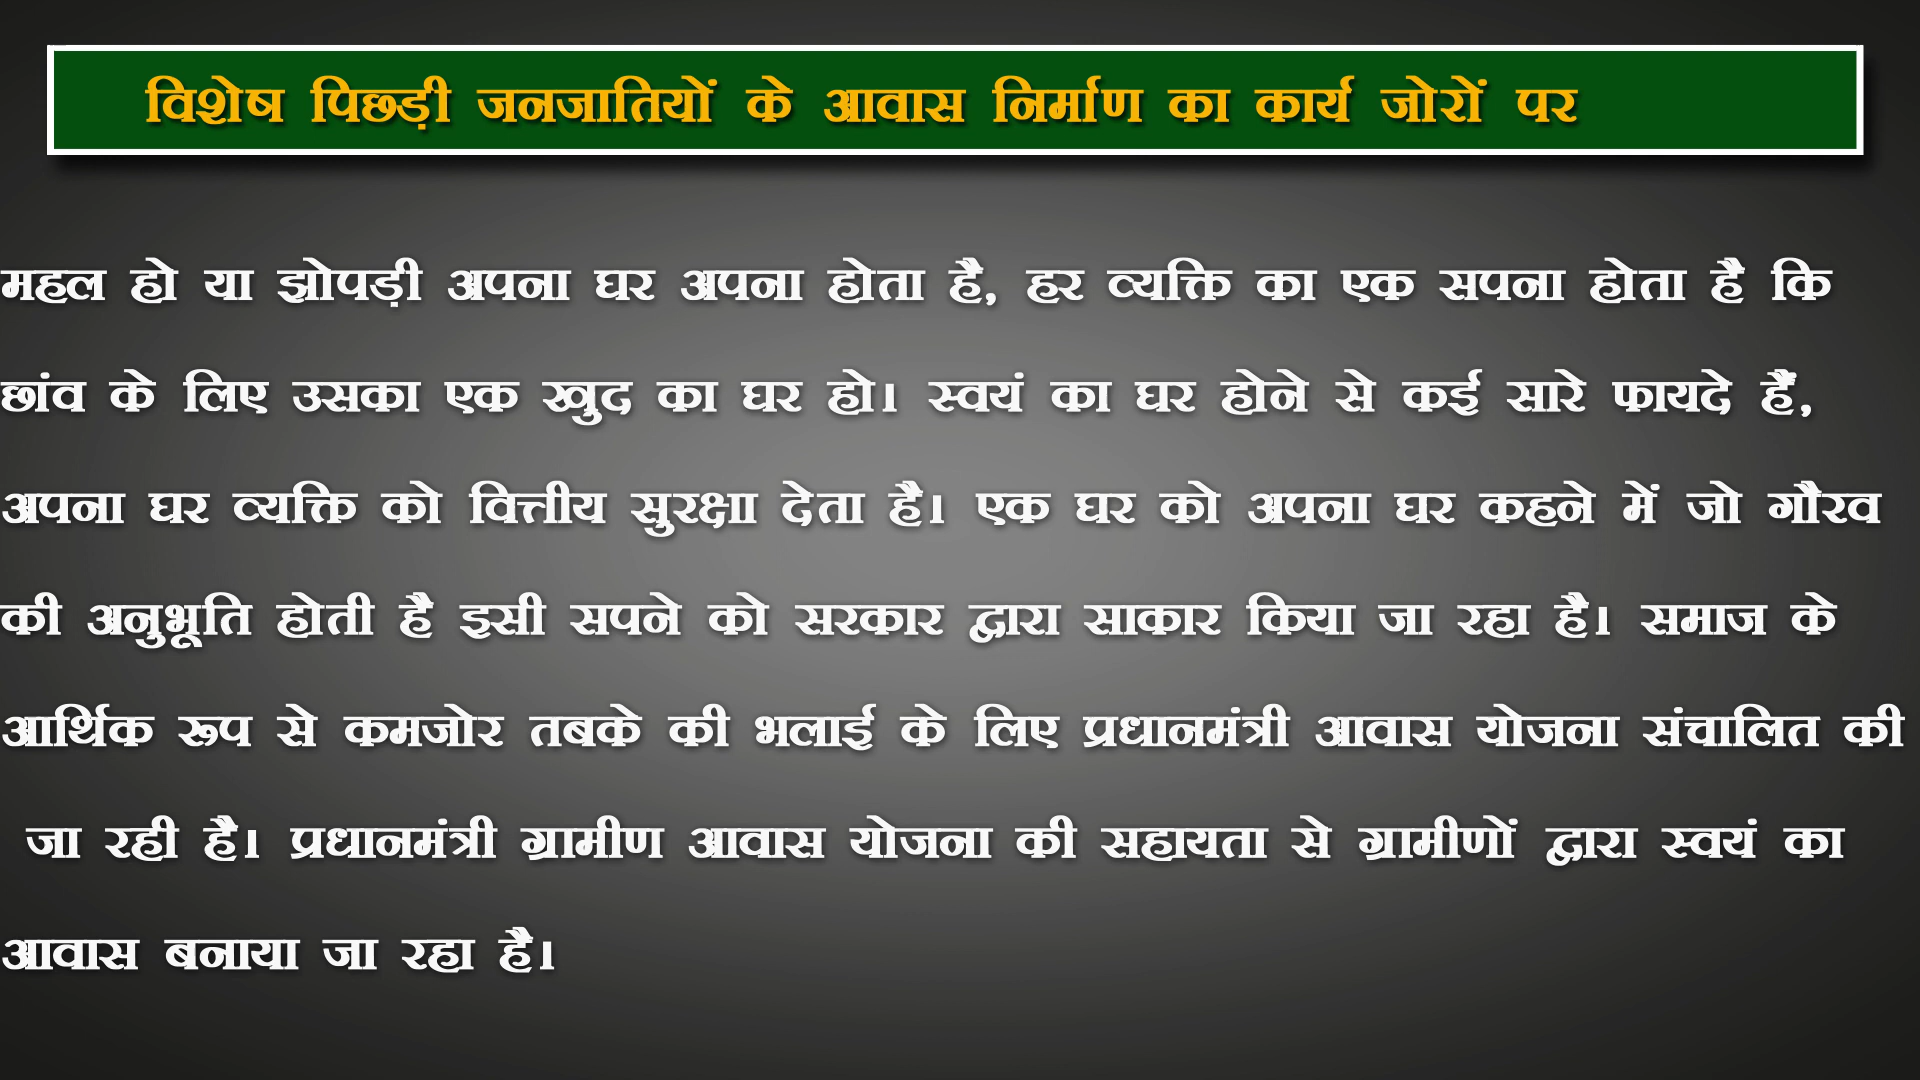 विशेष पिछड़ी जनजातियों के आवास निर्माण का कार्य जोरों पर
महल हो या झोपड़ी अपना घर अपना होता है, हर व्यक्ति का एक सपना होता है कि
छांव के लिए उसका एक खुद का घर हो। स्वयं का घर होने से कई सारे फायदे हैं,
अपना घर व्यक्ति को वित्तीय सुरक्षा देता है। एक घर को अपना घर कहने में जो गौरव
की अनुभूति होती है इसी सपने को सरकार द्वारा साकार किया जा रहा है। समाज के
आर्थिक रूप से कमजोर तबके की भलाई के लिए प्रधानमंत्री आवास योजना संचालित की
जा रही है। प्रधानमंत्री ग्रामीण आवास योजना की सहायता से ग्रामीणों द्वारा स्वयं का
आवास बनाया जा रहा है।